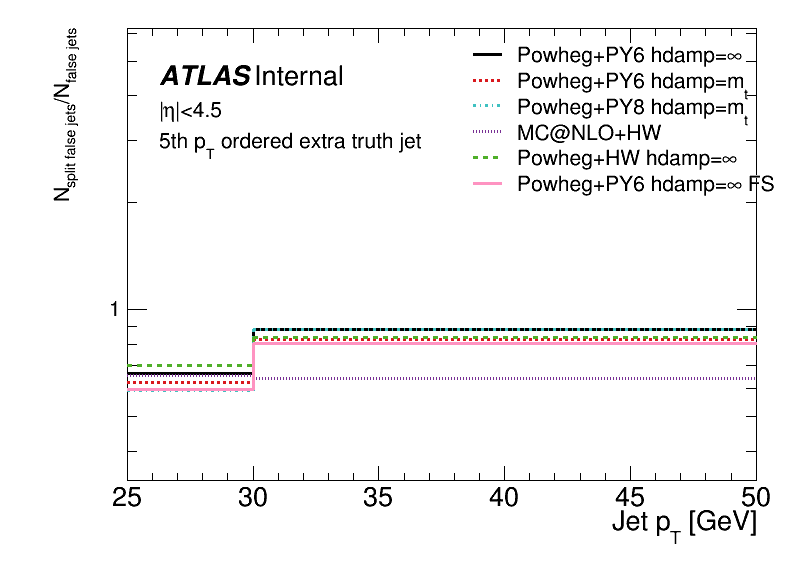 N_split false jets/N_false jets
ATLAS Internal
|η|<4.5
5th p_T ordered extra truth jet
Powheg+PY6 hdamp=∞
Powheg+PY6 hdamp=m_t
Powheg+PY8 hdamp=m_t
MC@NLO+HW
Powheg+HW hdamp=∞
Powheg+PY6 hdamp=∞ FS
1
25 30 35 40 45 50
Jet p_T [GeV]